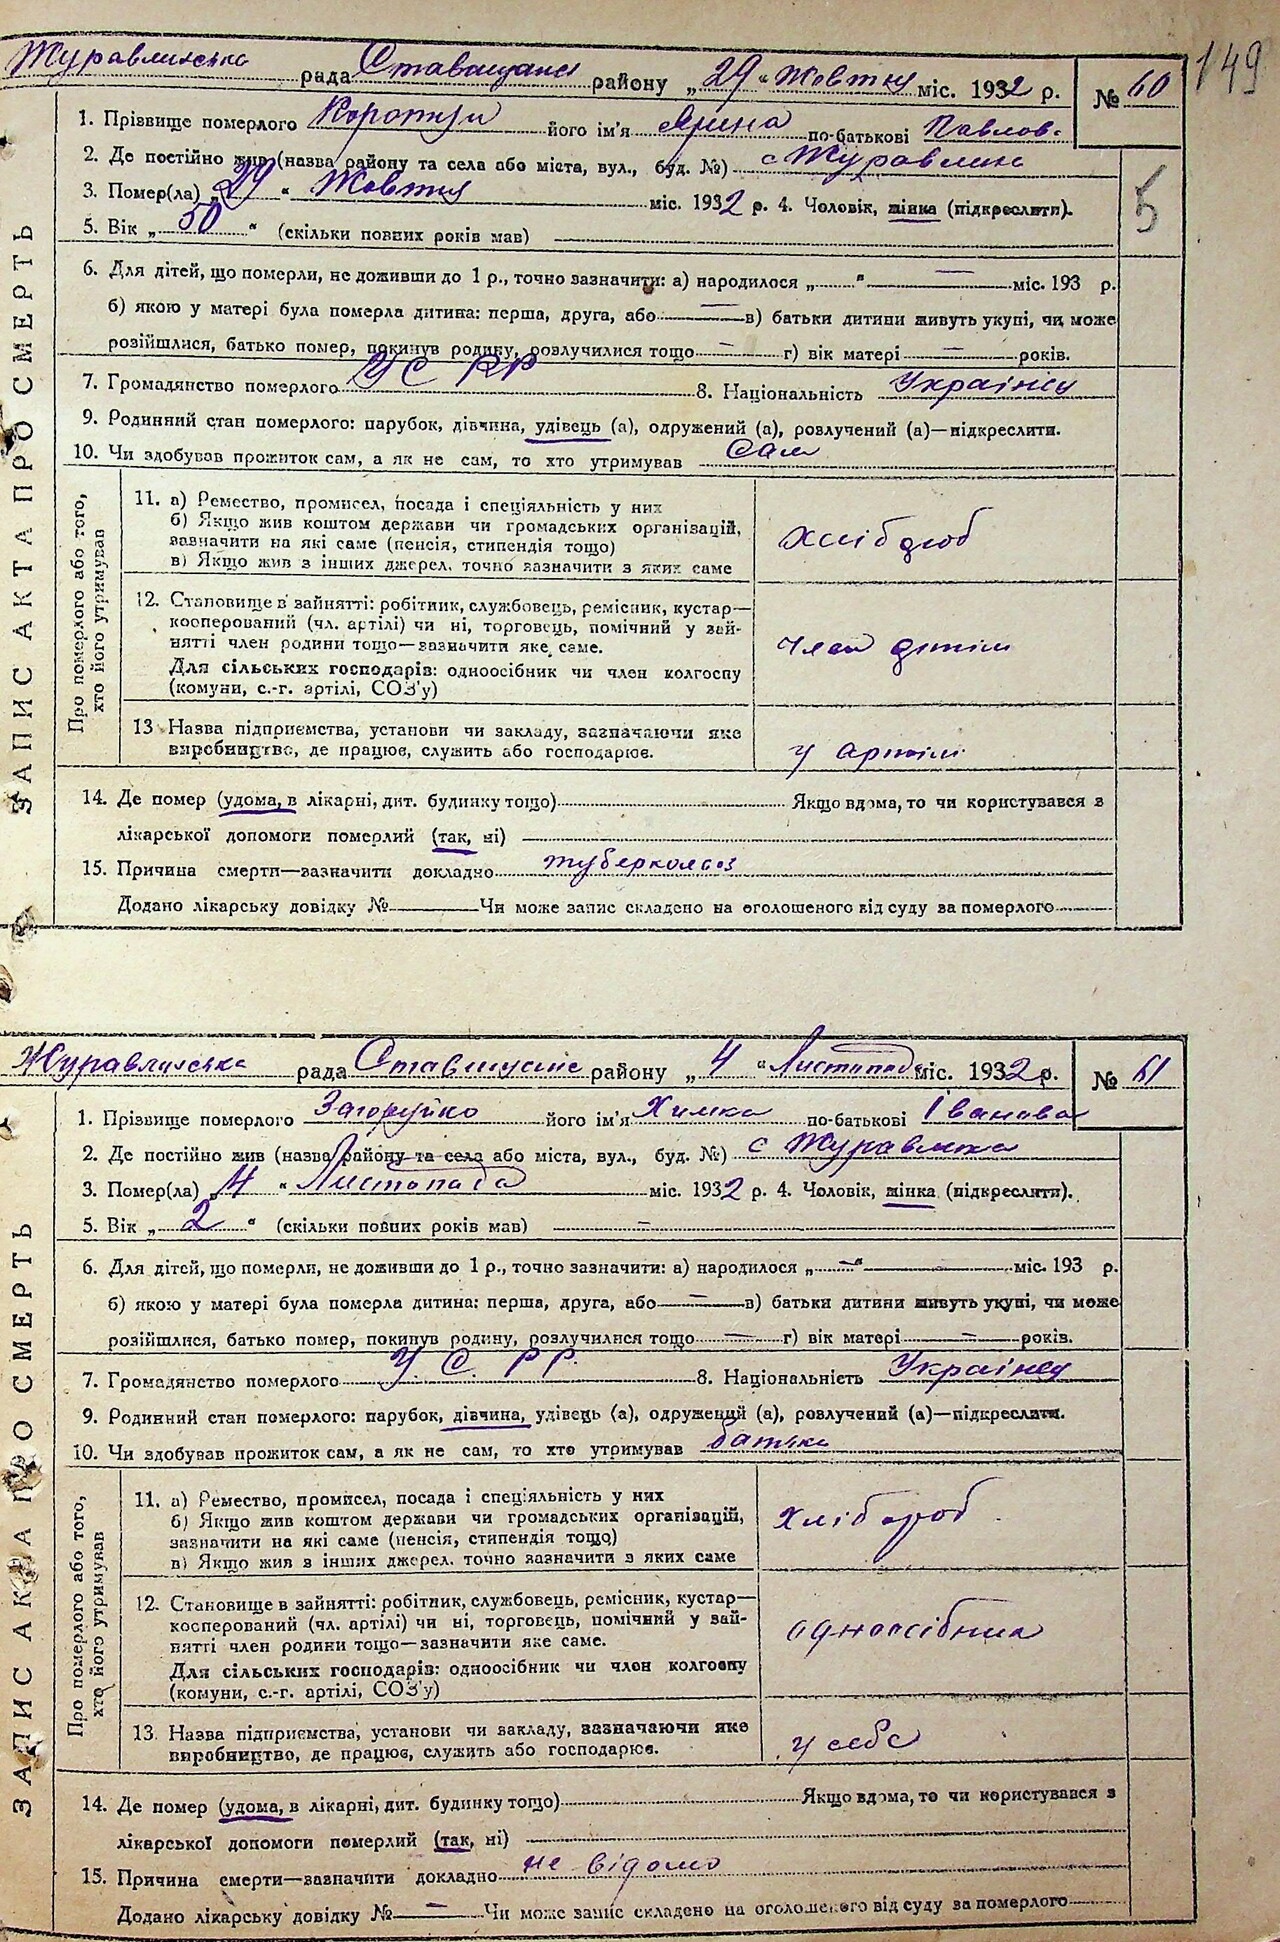 149
Журавлинська рада Ставищанс району „29" Жовтня міс. 1932 р. № 60
1. Прізвище померлого його ім'я Ярина по-батькові Павлов.
2. Де постійно жив (назва району та села або міста, вул., буд. №) с Журавлиха
3. Помер(ла) „29" Жовтня міс. 1932 р. 4. Чоловік, жінка (підкреслити).
5
5. Вік „50" (скільки повних років мав)
6. Для дітей, що померли, не доживши до 1 р., точно зазначити: а) народилося „ " — міс. 193 р.
б) якою у матері була померла дитина: перша, друга, або — в) батьки дитини живуть укупі, чи може
розійшлися, батько помер, покинув родину, розлучилися тощо — г) вік матері — років.
7. Громадянство померлого УСРР 8. Національність Українка
9. Родинний стан померлого: парубок, дівчина, удівець (а), одружений (а), розлучений (а)—підкреслити.
10. Чи здобував прожиток сам, а як не сам, то хто утримував Сам
ЗАПИС АКТА ПРО СМЕРТЬ
Про померлого або того, хто його утримував
11. а) Ремество, промисел, посада і спеціяльність у них
б) Якщо жив коштом держави чи громадських організацій,
зазначити на які саме (пенсія, стипендія тощо)
в) Якщо жив з інших джерел, точно зазначити з яких саме
хлібороб
12. Становище в зайнятті: робітник, службовець, ремісник, кустар—
кооперований (чл. артілі) чи ні, торговець, помічний у зай-
нятті член родини тощо—зазначити яке саме.
Для сільських господарів: одноосібник чи член колгоспу
(комуни, с.-г. артілі, СОЗ'у)
член артіли
13. Назва підприємства, установи чи закладу, зазначаючи яке
виробництво, де працює, служить або господарює.
у артілі
14. Де помер (удома, в лікарні, дит. будинку тощо) Якщо вдома, то чи користувався з
лікарської допомоги померлий (так, ні)
15. Причина смерти—зазначити докладно туберкольоз
Додано лікарську довідку № Чи може запис складено на оголошеного від суду за померлого
Журавлинська рада Ставищанс району „4" Листопада міс. 1932 р. № 61
1. Прізвище померлого Загоруйко його ім'я Химка по-батькові Іванова
2. Де постійно жив (назва району та села або міста, вул., буд. №) с Журавлиха
3. Помер(ла) „4" Листопада міс. 1932 р. 4. Чоловік, жінка (підкреслити).
5. Вік „2" (скільки повних років мав) —
6. Для дітей, що померли, не доживши до 1 р., точно зазначити: а) народилося „—" міс. 193 р.
б) якою у матері була померла дитина: перша, друга, або — в) батьки дитини живуть укупі, чи може
розійшлися, батько помер, покинув родину, розлучилися тощо — г) вік матері — років.
7. Громадянство померлого У.С.РР. 8. Національність Українка
9. Родинний стан померлого: парубок, дівчина, удівець (а), одружений (а), розлучений (а)—підкреслити.
10. Чи здобував прожиток сам, а як не сам, то хто утримував батько
ЗАПИС АКТА ПРО СМЕРТЬ
Про померлого або того, хто його утримував
11. а) Ремество, промисел, посада і спеціяльність у них
б) Якщо жив коштом держави чи громадських організацій,
зазначити на які саме (пенсія, стипендія тощо)
в) Якщо жив з інших джерел, точно зазначити з яких саме
хлібороб
12. Становище в зайнятті: робітник, службовець, ремісник, кустар—
кооперований (чл. артілі) чи ні, торговець, помічний у зай-
нятті член родини тощо—зазначити яке саме.
Для сільських господарів: одноосібник чи член колгоспу
(комуни, с.-г. артілі, СОЗ'у)
одноосібник
13. Назва підприємства, установи чи закладу, зазначаючи яке
виробництво, де працює, служить або господарює.
у себе
14. Де помер (удома, в лікарні, дит. будинку тощо) Якщо вдома, то чи користувався з
лікарської допомоги померлий (так, ні)
15. Причина смерти—зазначити докладно не відомо
Додано лікарську довідку № — Чи може запис складено на оголошеного від суду за померлого